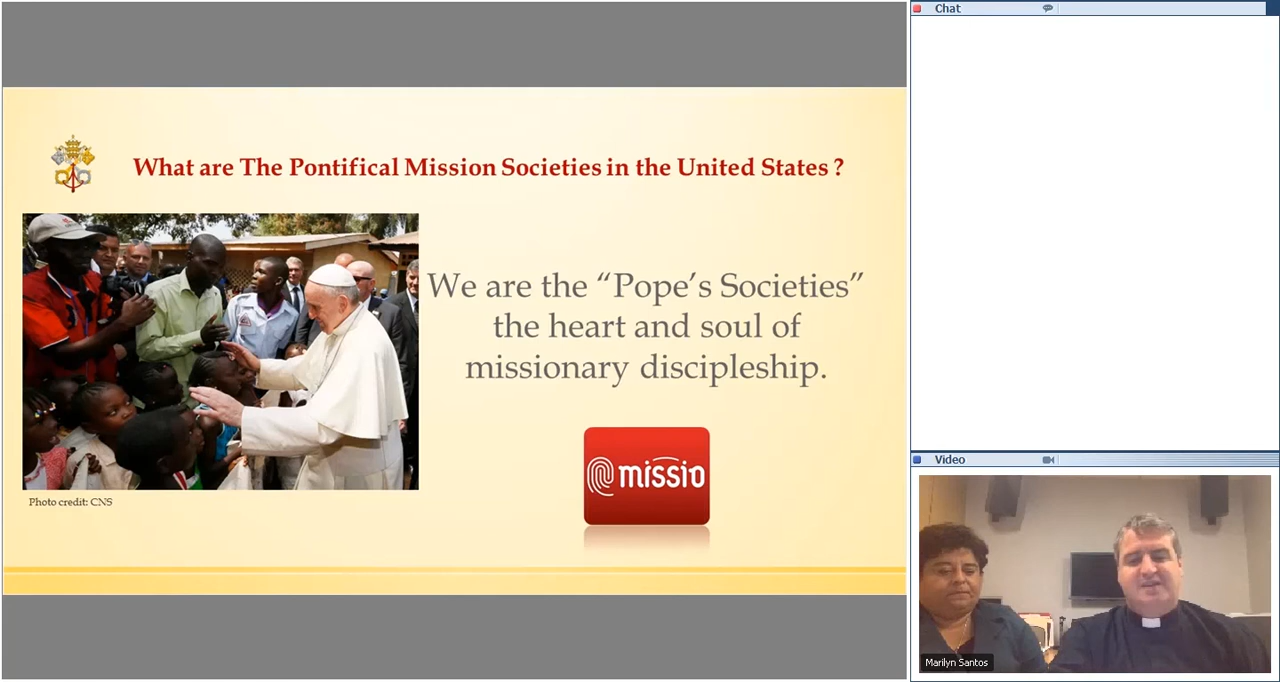 Chat
What are The Pontifical Mission Societies in the United States ?
We are the “Pope’s Societies”
the heart and soul of
missionary discipleship.
missio
Photo credit: CNS
Video
Marilyn Santos